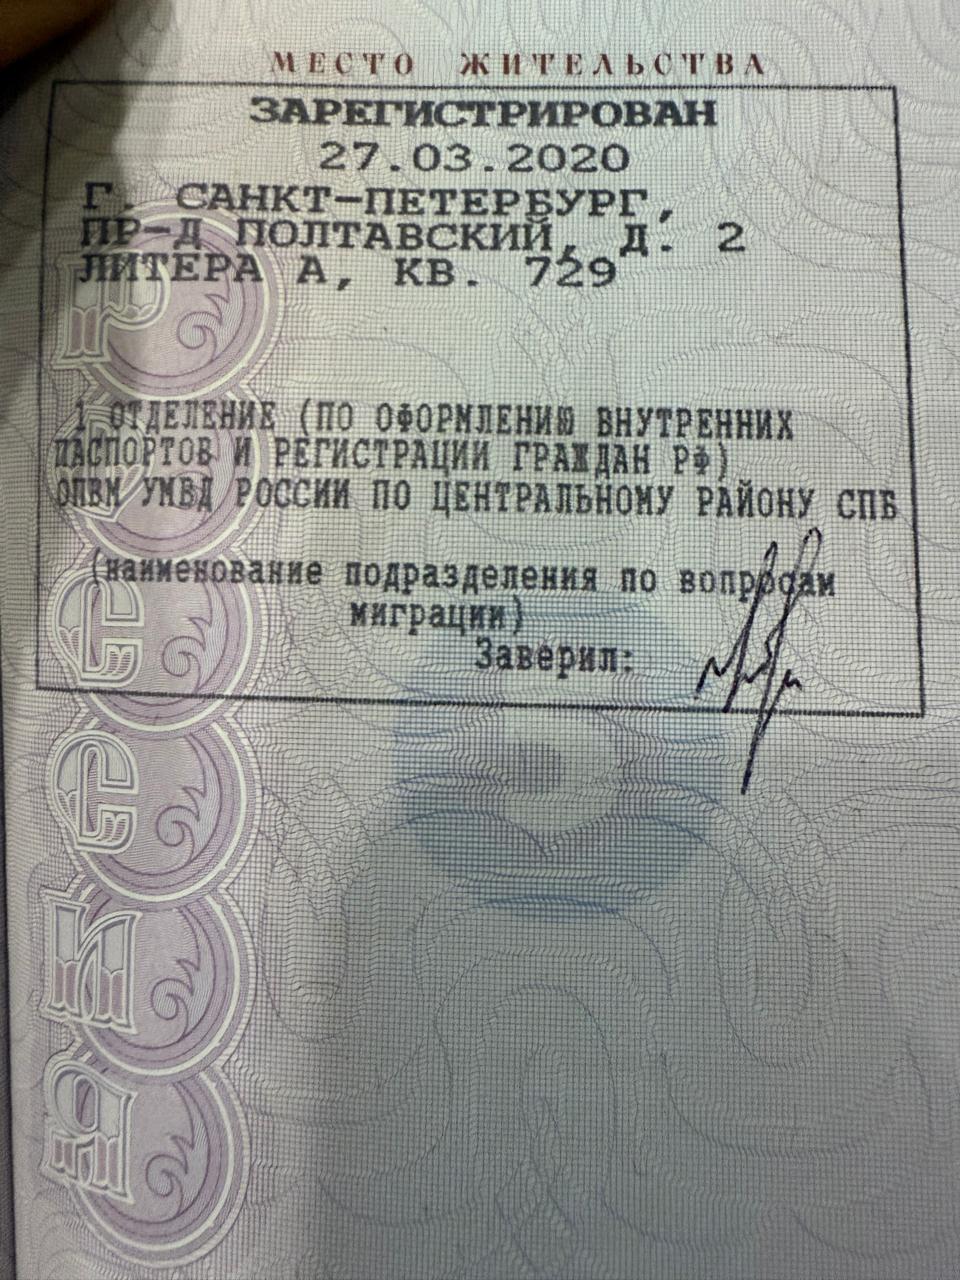 МЕСТО ЖИТЕЛЬСТВА
ЗАРЕГИСТРИРОВАН
27.03.2020
Г. САНКТ-ПЕТЕРБУРГ,
ПР-Д ПОЛТАВСКИЙ, Д. 2
ЛИТЕРА А, КВ. 729
1 ОТДЕЛЕНИЕ (ПО ОФОРМЛЕНИЮ ВНУТРЕННИХ
ПАСПОРТОВ И РЕГИСТРАЦИИ ГРАЖДАН РФ)
ОПВМ УМВД РОССИИ ПО ЦЕНТРАЛЬНОМУ РАЙОНУ СПБ
(наименование подразделения по вопросам
миграции)
Заверил: